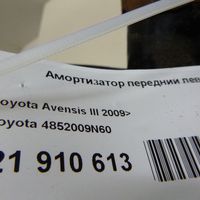 Амортизатор передний лев
oyota Avensis III 2009>
oyota 4852009N60
21 910 613